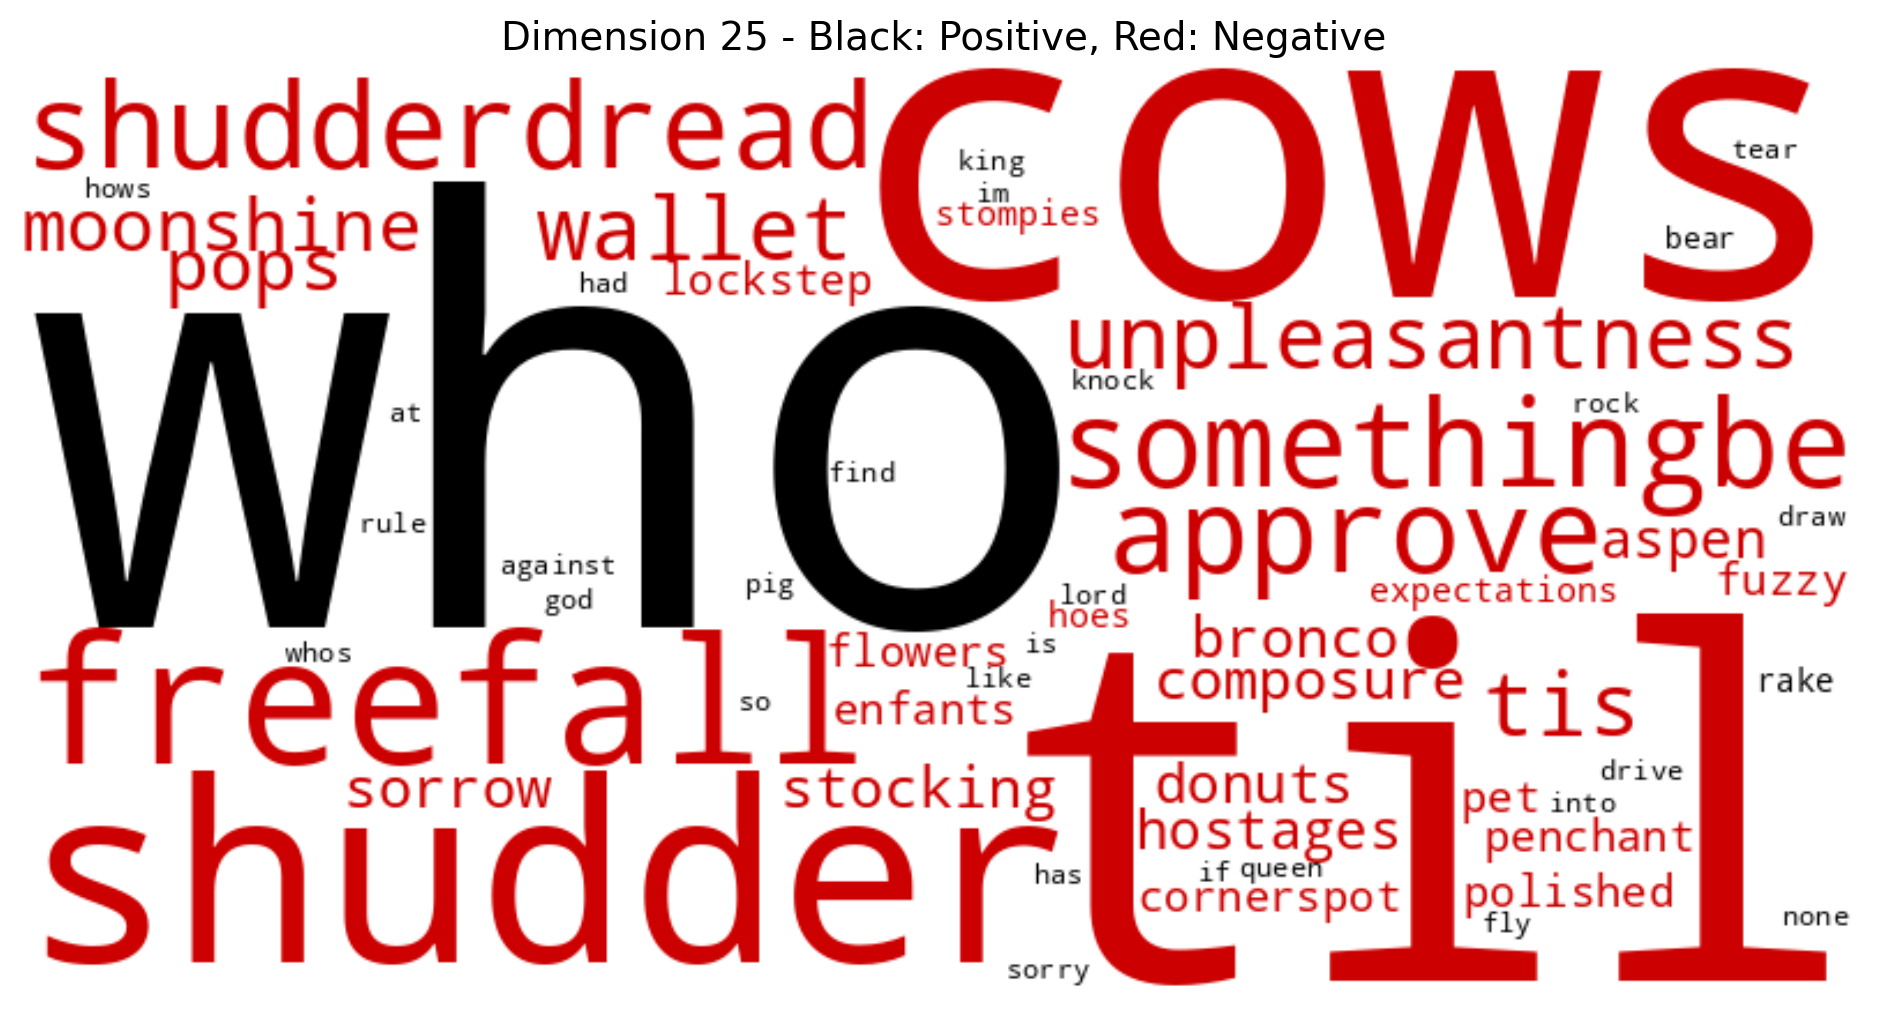 Dimension 25 - Black: Positive, Red: Negative
shudderdread
cows
king
tear
hows
im
moonshine
wallet
stompies
pops
had
lockstep
bear
who
unpleasantness
knock
rock
at
somethingbe
find
rule
approve
aspen
draw
against
god
pig
lord
hoes
expectations
fuzzy
whos
freefall
flowers
is
bronco
like
composure
rake
so
enfants
tis
til
sorrow
stocking
donuts
drive
pet
into
shudder
hostages
penchant
has
if
queen
cornerspot
polished
fly
none
sorry